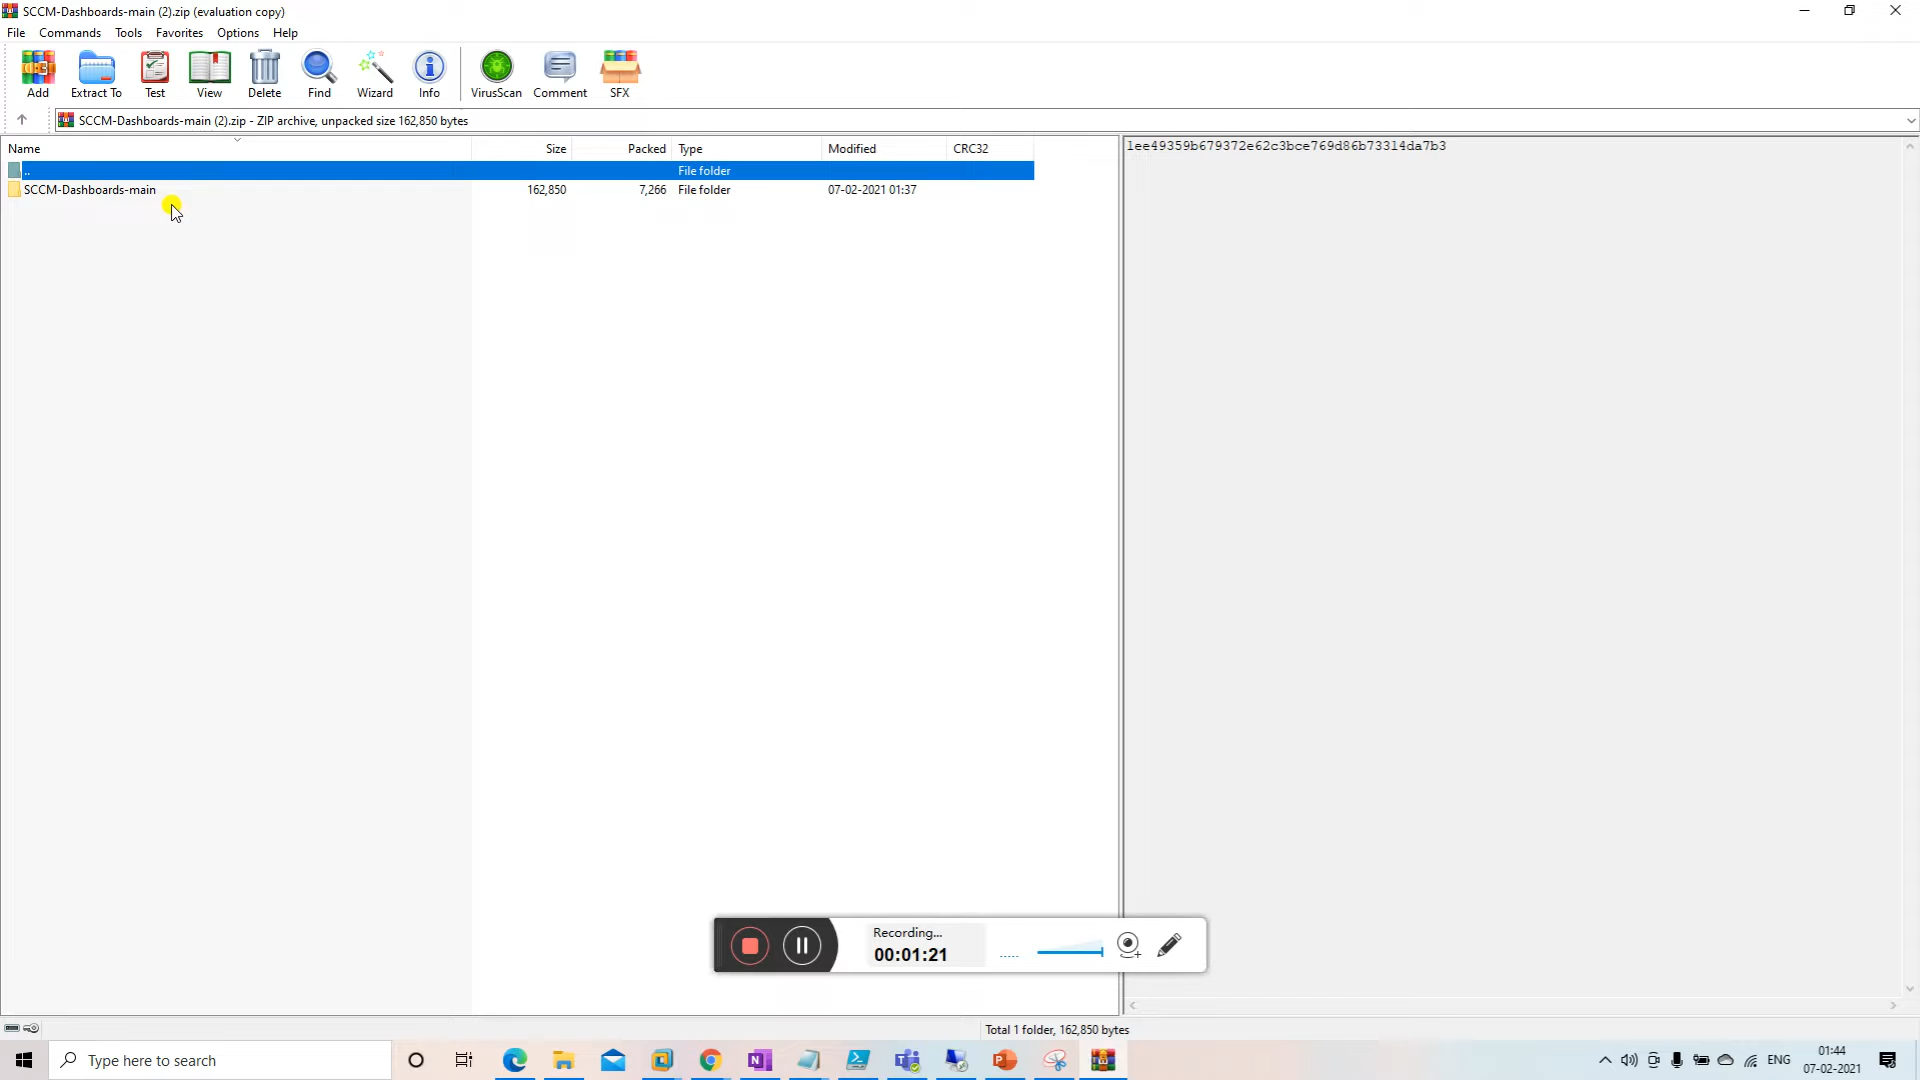 SCCM-Dashboards-main (2).zip (evaluation copy)
File Commands Tools Favorites Options Help
Add Extract To Test View Delete Find Wizard Info VirusScan Comment SFX
SCCM-Dashboards-main (2).zip - ZIP archive, unpacked size 162,850 bytes
Name Size Packed Type Modified CRC32
1ee49359b679372e62c3bce769d86b73314da7b3
.. File folder
SCCM-Dashboards-main 162,850 7,266 File folder 07-02-2021 01:37
Recording...
00:01:21
Total 1 folder, 162,850 bytes
Type here to search
ENG
01:44
07-02-2021